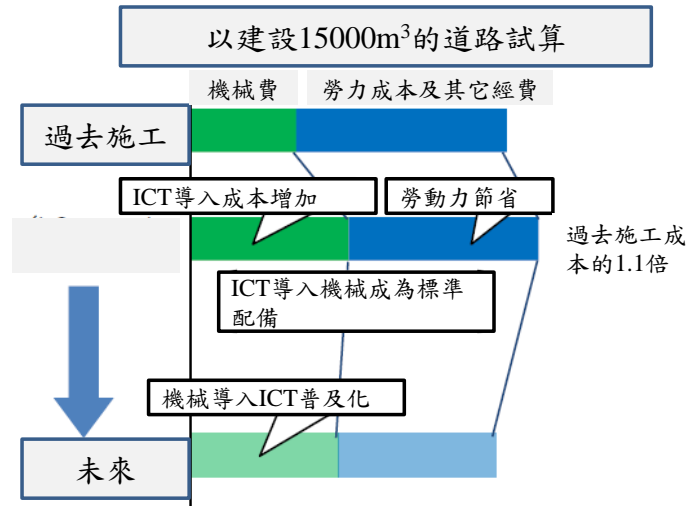 以建設15000m³的道路試算
機械費
勞力成本及其它經費
過去施工
ICT導入成本增加
勞動力節省
過去施工成
本的1.1倍
ICT導入機械成為標準
配備
機械導入ICT普及化
未來